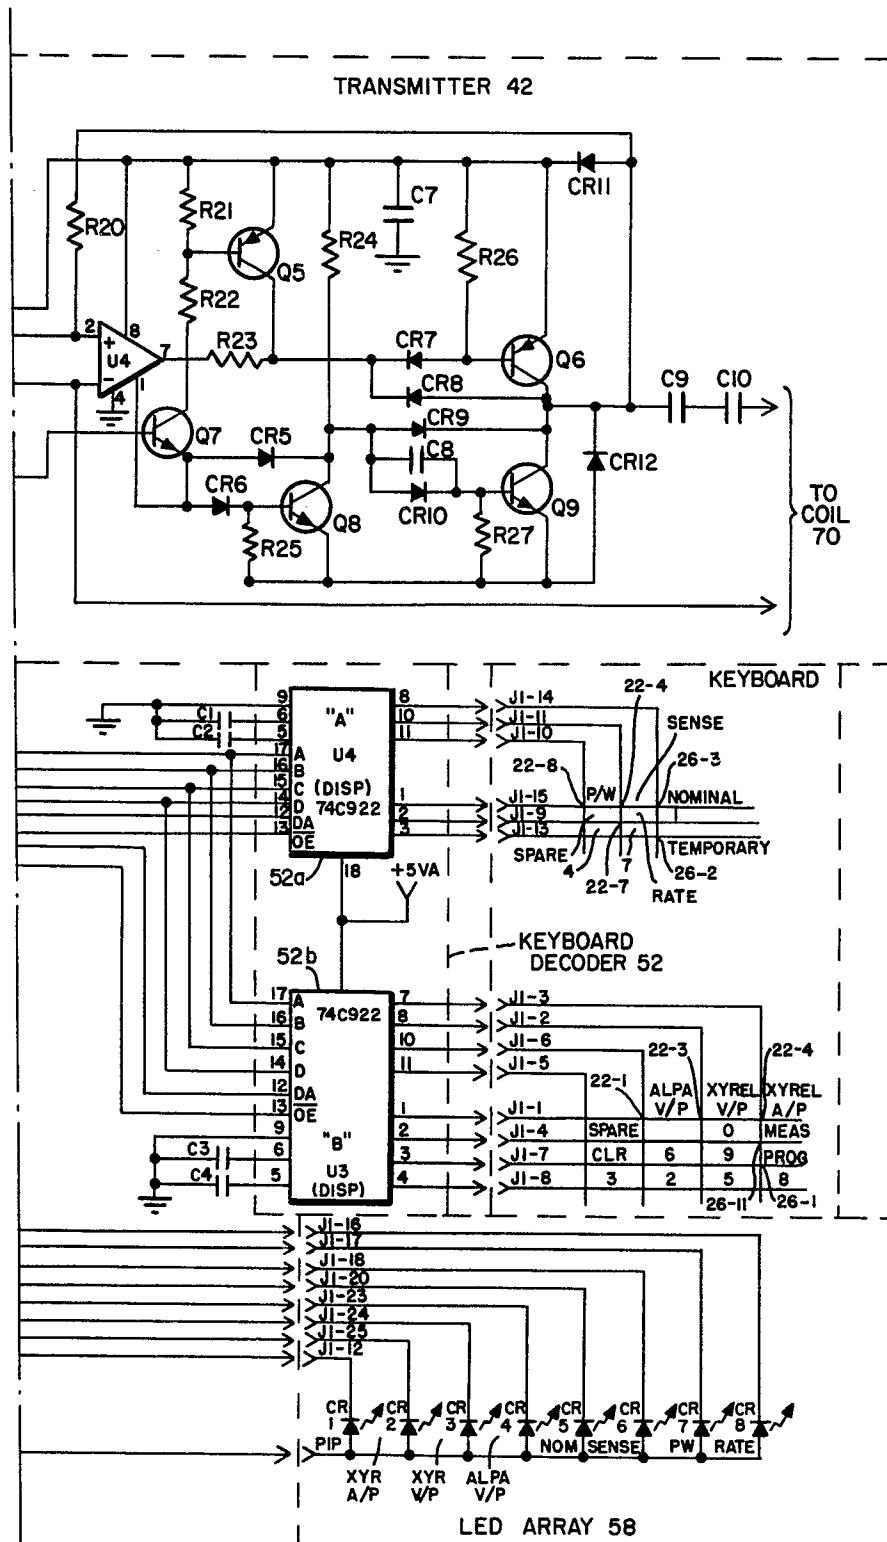 TRANSMITTER 42
CR11
R20
R21
C7
R24
R26
Q5
R22
2
+
8
U4
7
R23
CR7
Q6
1
−
4
CR8
C9
C10
CR9
Q7
CR5
C8
CR12
CR6
Q8
CR10
Q9
R25
R27
TO
COIL
70
KEYBOARD
9
8
J1-14
22-4
C1
6
"A"
10
J1-11
SENSE
C2
5
11
J1-10
17
A
U4
26-3
16
B
22-8
P/W
15
C
(DISP)
14
D
74C922
1
J1-15
NOMINAL
12
DA
2
J1-9
1
13
OE
3
J1-13
SPARE
4
7
TEMPORARY
22-7
26-2
RATE
52a
18
+5VA
KEYBOARD
DECODER 52
52b
17
A
74C922
7
J1-3
16
B
8
J1-2
15
C
10
J1-6
22-3
22-4
14
D
11
J1-5
22-1
ALPA
V/P
XYREL
V/P
XYREL
A/P
12
DA
13
OE
1
J1-1
9
"B"
2
J1-4
SPARE
0
MEAS
C3
6
U3
3
J1-7
CLR
6
9
PROG
C4
5
(DISP)
4
J1-8
3
2
5
8
26-11
26-1
J1-16
J1-17
J1-18
J1-20
J1-23
J1-24
J1-25
J1-12
CR
1
CR
2
CR
3
CR
4
CR
5
CR
6
CR
7
CR
8
PIP
NOM
SENSE
PW
RATE
XYR
A/P
XYR
V/P
ALPA
V/P
LED ARRAY 58